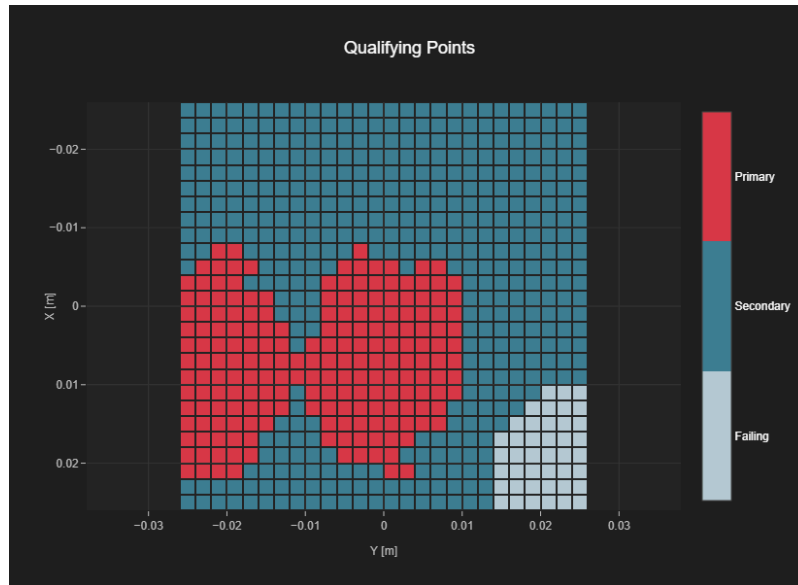 Qualifying Points
−0.02
−0.01
0
0.01
0.02
X [m]
−0.03
−0.02
−0.01
0
0.01
0.02
0.03
Y [m]
Primary
Secondary
Failing